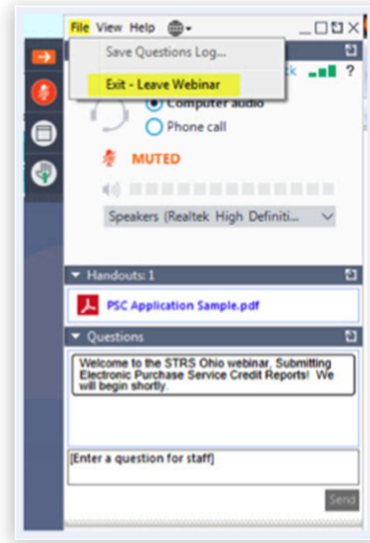 File View Help
Save Questions Log...
Exit - Leave Webinar
?
Computer audio
Phone call
MUTED
Speakers (Realtek High Definiti...
Handouts: 1
PSC Application Sample.pdf
Questions
Welcome to the STRS Ohio webinar, Submitting
Electronic Purchase Service Credit Reports! We
will begin shortly.
[Enter a question for staff]
Send